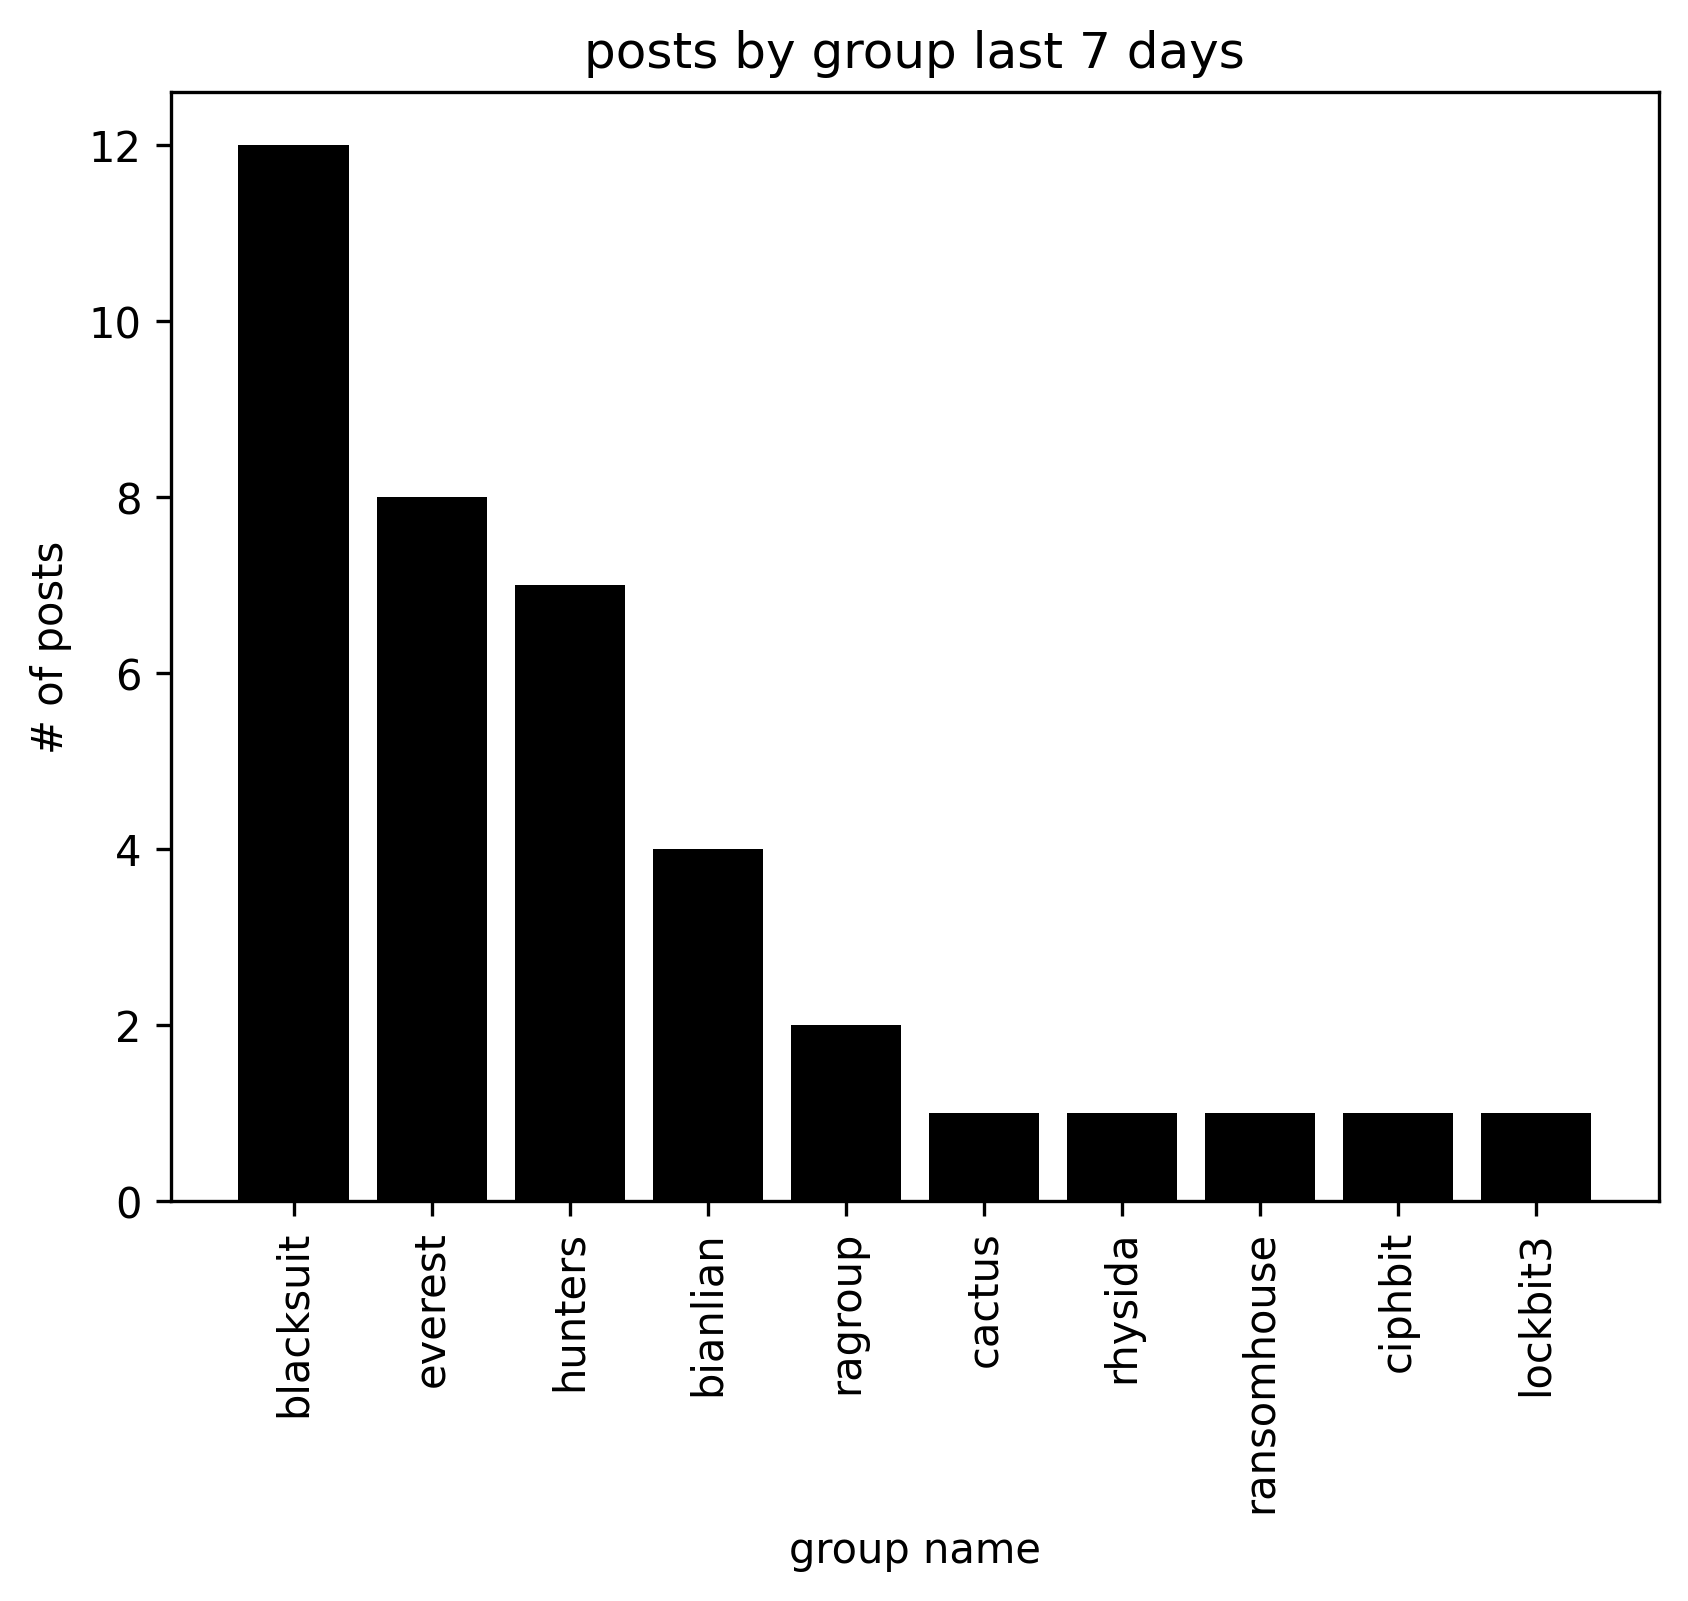 posts by group last 7 days
# of posts
12
10
8
6
4
2
0
blacksuit
everest
hunters
bianlian
ragroup
cactus
rhysida
ransomhouse
ciphbit
lockbit3
group name